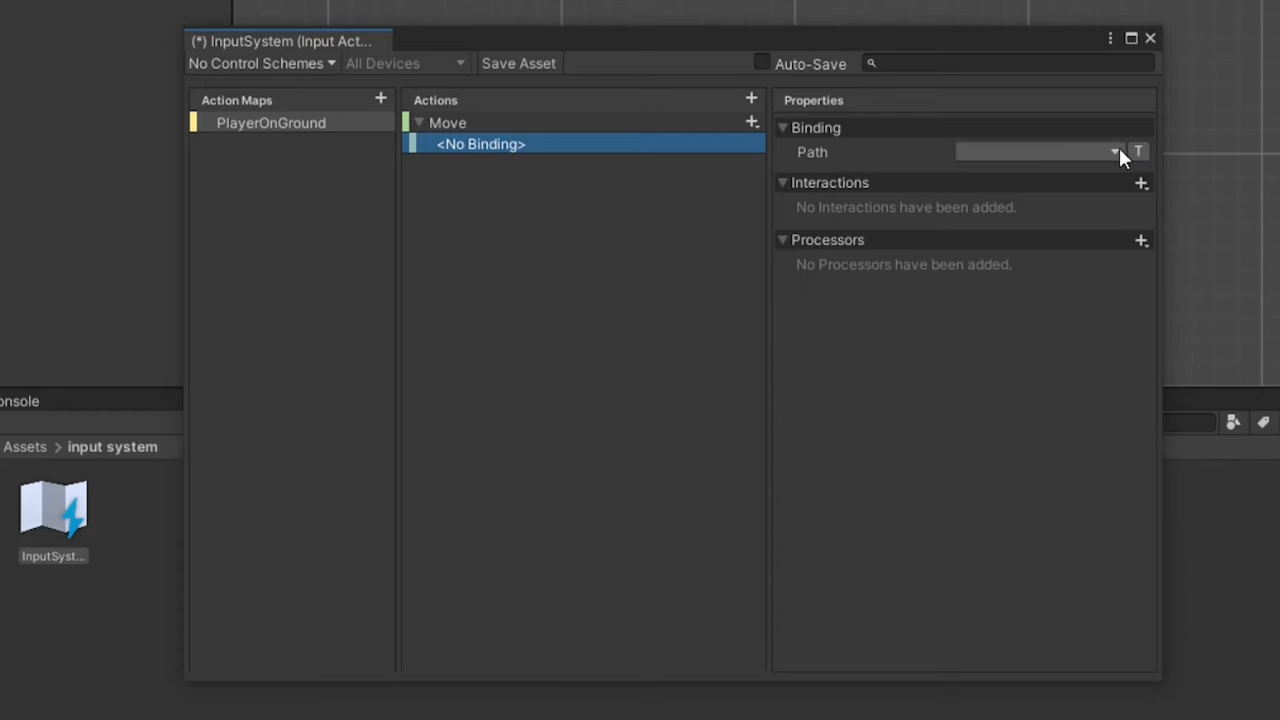 (*) InputSystem (Input Act...
No Control Schemes All Devices Save Asset Auto-Save
Action Maps
PlayerOnGround
Actions
Move
<No Binding>
Properties
Binding
Path T
Interactions
No Interactions have been added.
Processors
No Processors have been added.
onsole
Assets > input system
InputSyst...